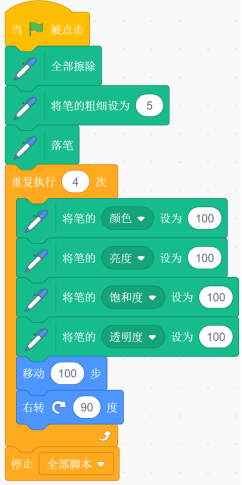 当 被点击
全部擦除
将笔的粗细设为 5
落笔
重复执行 4 次
将笔的 颜色 设为 100
将笔的 亮度 设为 100
将笔的 饱和度 设为 100
将笔的 透明度 设为 100
移动 100 步
右转 90 度
停止 全部脚本